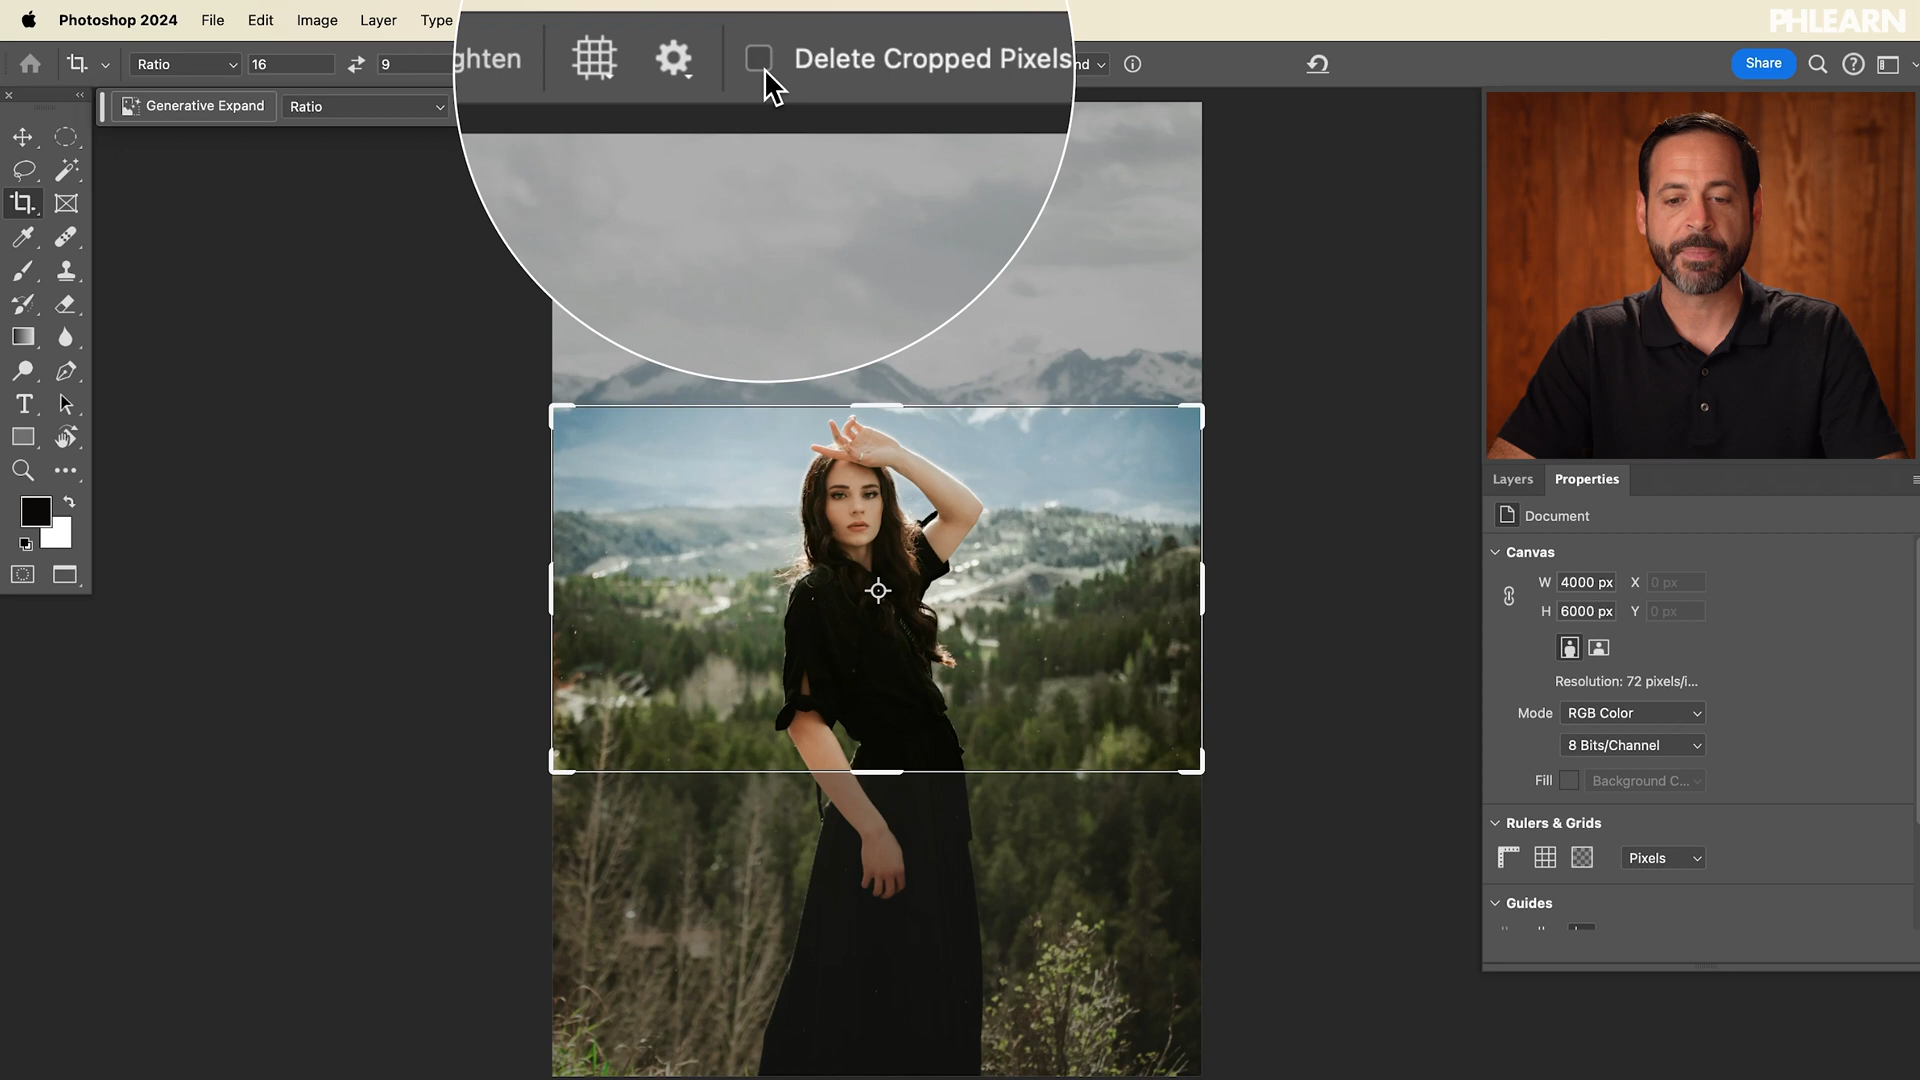 Photoshop 2024 File Edit Image Layer Type
PHLEARN
Ratio 16 9
ghten Delete Cropped Pixels
nd
Share
Generative Expand Ratio
Layers Properties
Document
Canvas
W 4000 px X 0 px
H 6000 px Y 0 px
Resolution: 72 pixels/i...
Mode RGB Color
8 Bits/Channel
Fill Background C...
Rulers & Grids
Pixels
Guides